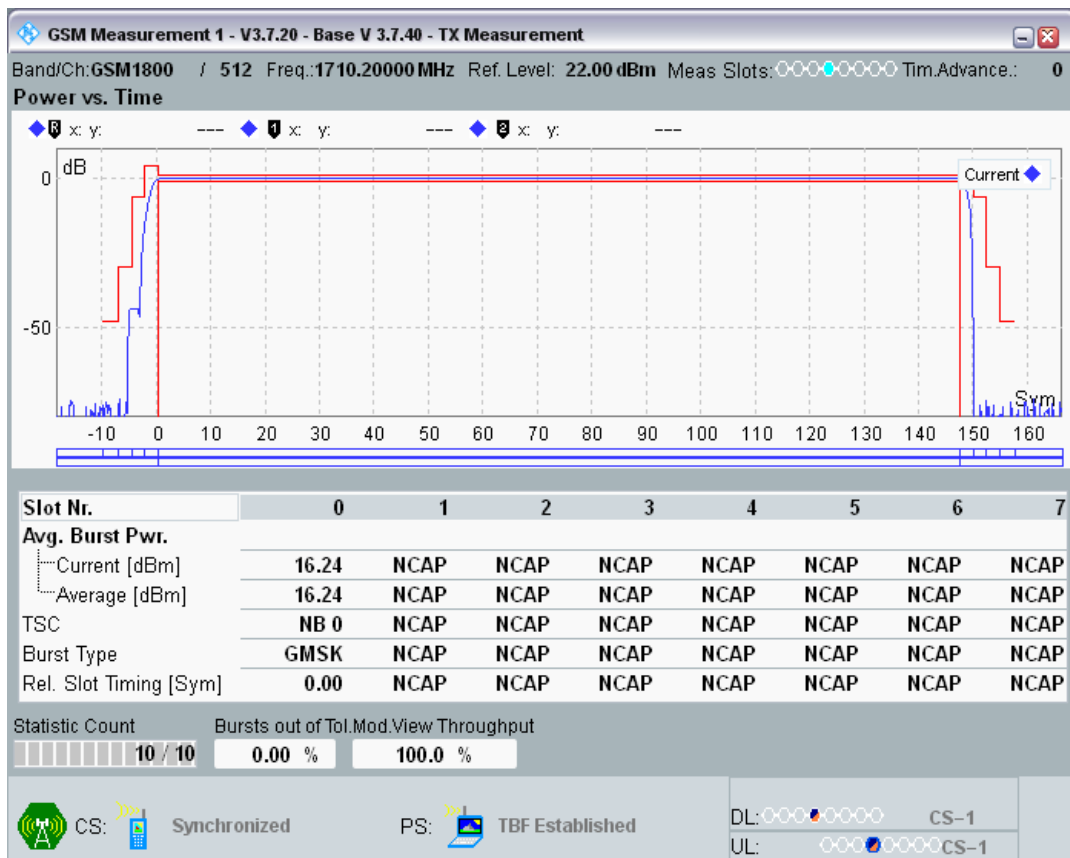 GSM Measurement 1 - V3.7.20 - Base V 3.7.40 - TX Measurement
Band/Ch:GSM1800 / 512 Freq.:1710.20000 MHz Ref. Level: 22.00 dBm Meas Slots: Tim.Advance.: 0
Power vs. Time
R x: y: --- 1 x: y: --- 2 x: y: ---
dB
Current
0
-50
Sym
-10 0 10 20 30 40 50 60 70 80 90 100 110 120 130 140 150 160
Slot Nr. 0 1 2 3 4 5 6 7
Avg. Burst Pwr.
Current [dBm] 16.24 NCAP NCAP NCAP NCAP NCAP NCAP NCAP
Average [dBm] 16.24 NCAP NCAP NCAP NCAP NCAP NCAP NCAP
TSC NB 0 NCAP NCAP NCAP NCAP NCAP NCAP NCAP
Burst Type GMSK NCAP NCAP NCAP NCAP NCAP NCAP NCAP
Rel. Slot Timing [Sym] 0.00 NCAP NCAP NCAP NCAP NCAP NCAP NCAP
Statistic Count Bursts out of Tol. Mod.View Throughput
10 / 10 0.00 % 100.0 %
CS: Synchronized PS: TBF Established DL: CS-1
UL: CS-1